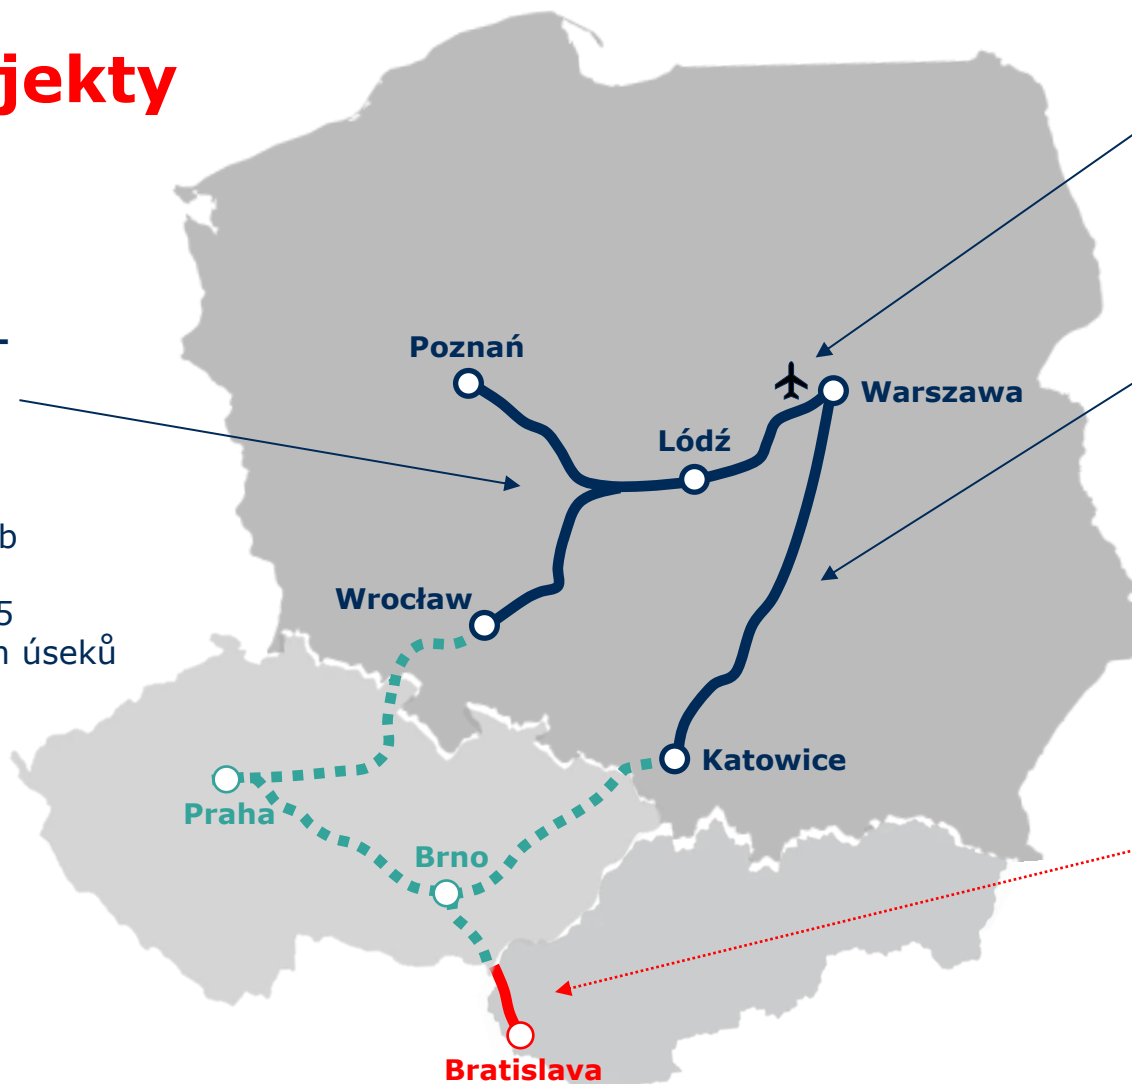 jekty
-
Poznań
Warszawa
Lódź
b
Wrocław
5
úseků
Katowice
Praha
Brno
Bratislava